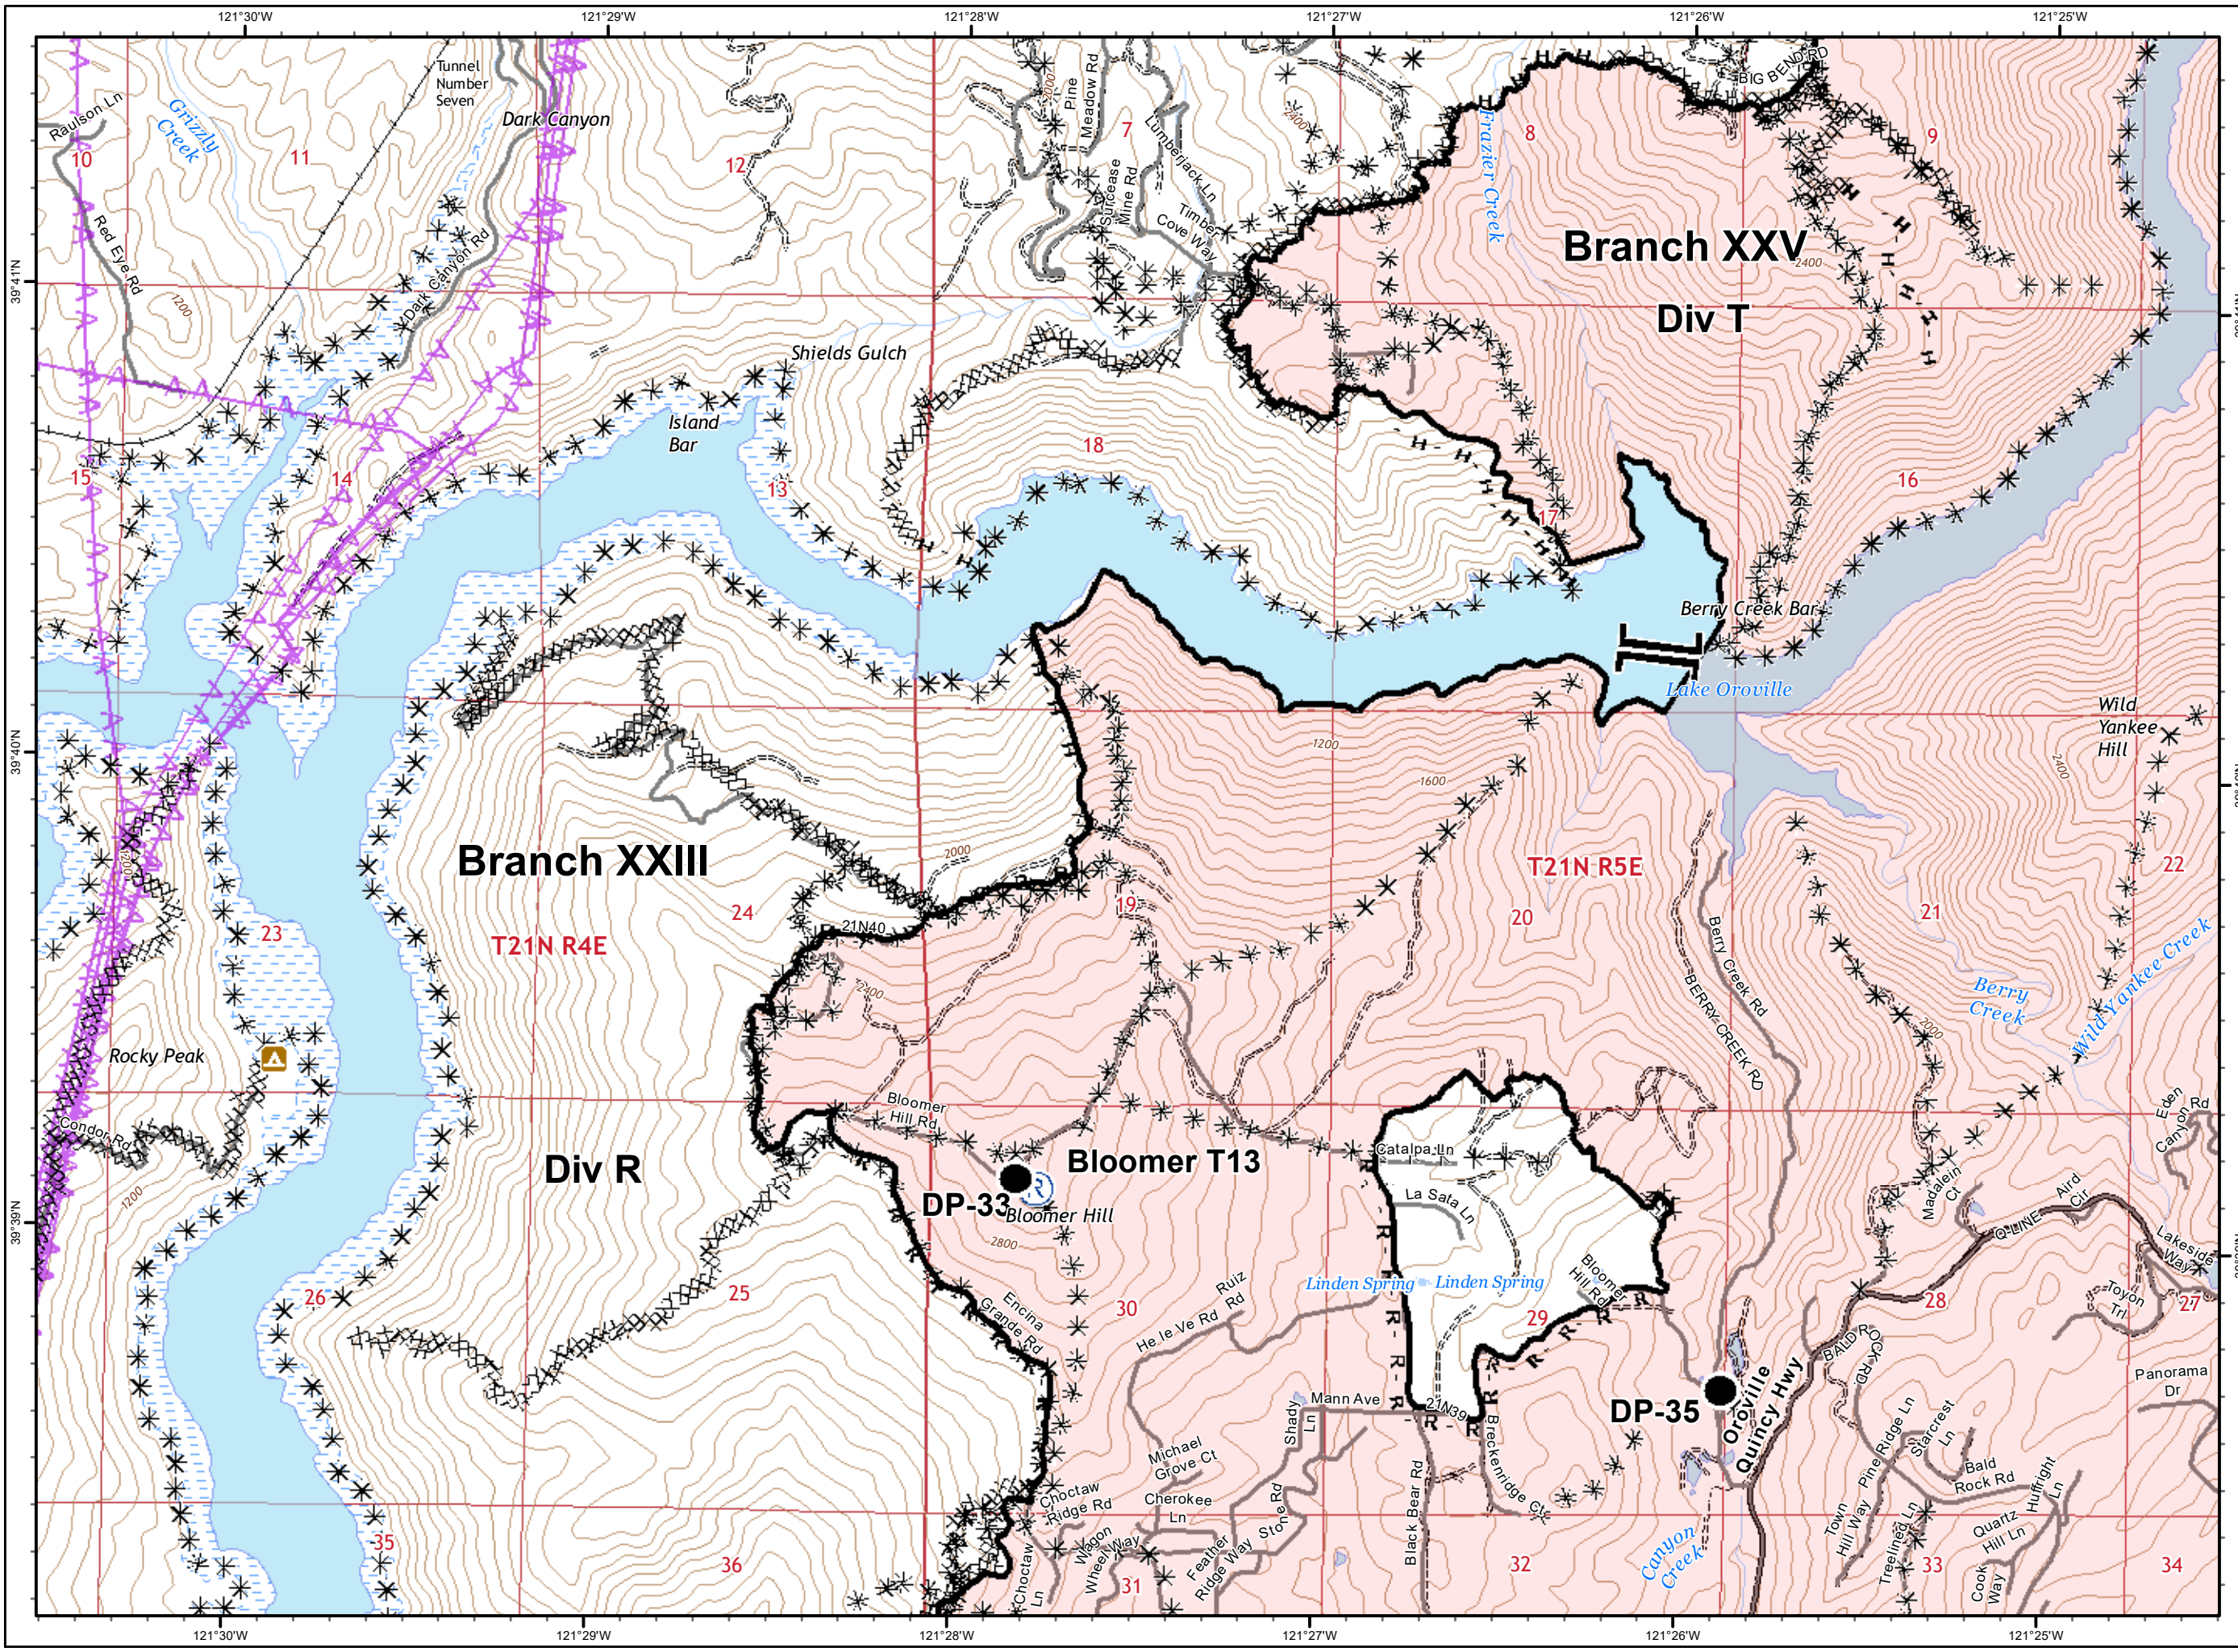 121°30'W
121°29'W
121°28'W
121°27'W
121°26'W
121°25'W
Tunnel
Number
Seven
Pine
Meadow Rd
BIG BEND RD
Raulson Ln
Grizzly
Creek
Dark Canyon
2000
2400
Frazier Creek
Lumberjack Ln
10
11
12
7
8
9
Surcease
Mine Rd
Timber
Cove Way
Red Eye Rd
Dark Canyon Rd
Branch XXV
2400
39°41'N
1200
Div T
Shields Gulch
Island
Bar
15
14
13
18
17
16
H
Berry Creek Bar
Lake Oroville
Wild
Yankee
Hill
39°40'N
1200
1600
2400
2000
1200
Branch XXIII
T21N R5E
22
24
21N40
19
20
21
23
T21N R4E
2400
Berry Creek Rd
BERRY CREEK RD
Berry
Creek
Wild Yankee Creek
2000
Rocky Peak
Bloomer
Hill Rd
Condor Rd
Eden
Canyon Rd
Catalpa Ln
Div R
Bloomer T13
1200
DP-33
R
Bloomer Hill
La Sata Ln
Madalein
Ct
Aird
Cir
39°39'N
2800
Q-LINE
Lakeside
Way
Linden Spring
Linden Spring
Bloomer
Hill Rd
Ruiz
Rd
He le Ve Rd
Encina
Grande Rd
26
25
30
29
28
27
Toyon
Trl
BALD ROCK RD
Panorama
Dr
Mann Ave
21N39
DP-35
Oroville
Quincy Hwy
Shady
Ln
Breckenridge Ct
Michael
Grove Ct
Pine Ridge Ln
Starcrest
Ln
Bald
Rock Rd
Huffright
Ln
Choctaw
Ridge Rd
Cherokee
Ln
Stone Rd
Black Bear Rd
Town
Hill Way
Quartz
Hill Ln
Treelined Ln
Wagon
Wheel Way
Feather
Ridge Way
Canyon
Creek
Choctaw
Ln
Cook
Way
35
36
31
32
33
34
121°30'W
121°29'W
121°28'W
121°27'W
121°26'W
121°25'W